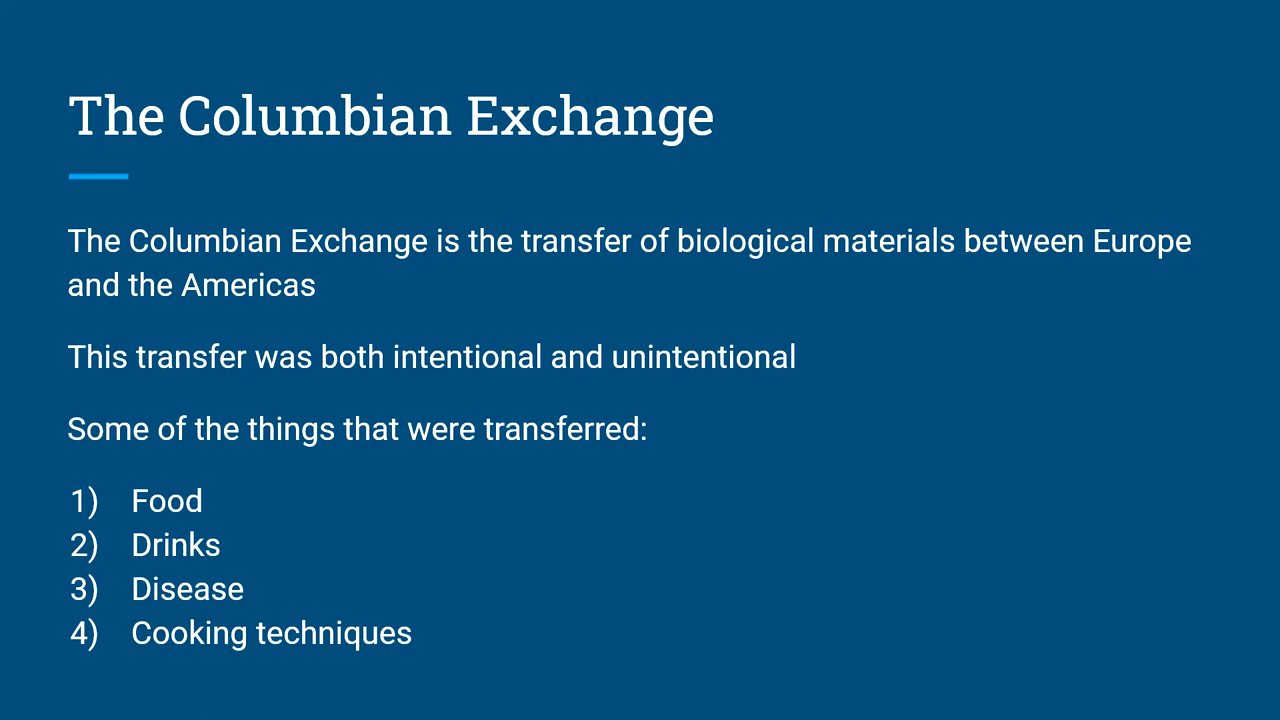 The Columbian Exchange
The Columbian Exchange is the transfer of biological materials between Europe
and the Americas
This transfer was both intentional and unintentional
Some of the things that were transferred:
1) Food
2) Drinks
3) Disease
4) Cooking techniques